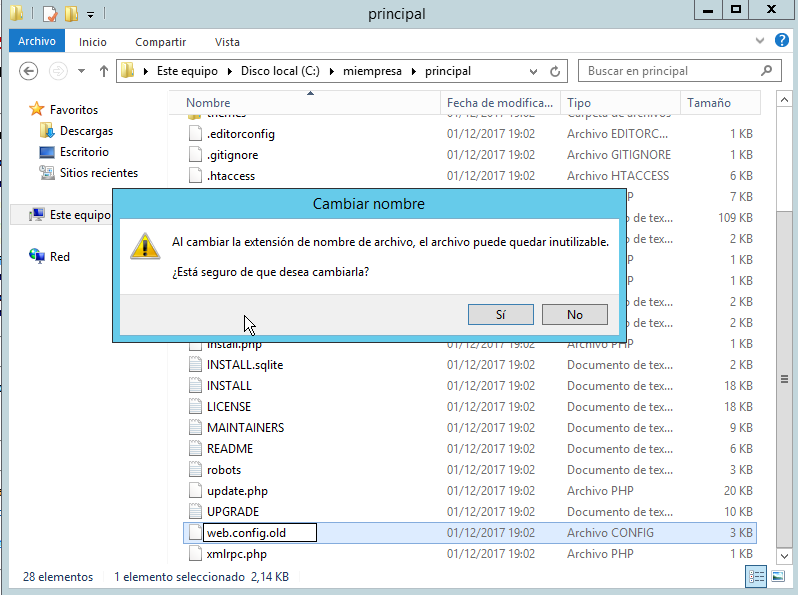 principal
Archivo Inicio Compartir Vista
Este equipo Disco local (C:) miempresa principal Buscar en principal
Nombre Fecha de modifica... Tipo Tamaño
Favoritos
Descargas
Escritorio
Sitios recientes
Este equipo
Red
themes 01/12/2017 19:02 Carpeta de archivos
.editorconfig 01/12/2017 19:02 Archivo EDITORC... 1 KB
.gitignore 01/12/2017 19:02 Archivo GITIGNORE 1 KB
.htaccess 01/12/2017 19:02 Archivo HTACCESS 6 KB
P 7 KB
o de tex... 109 KB
o de tex... 2 KB
P 1 KB
P 1 KB
o de tex... 2 KB
o de tex... 2 KB
Cambiar nombre
Al cambiar la extensión de nombre de archivo, el archivo puede quedar inutilizable.
¿Está seguro de que desea cambiarla?
Sí No
install.php 01/12/2017 19:02 Archivo PHP 1 KB
INSTALL.sqlite 01/12/2017 19:02 Documento de tex... 2 KB
INSTALL 01/12/2017 19:02 Documento de tex... 18 KB
LICENSE 01/12/2017 19:02 Documento de tex... 18 KB
MAINTAINERS 01/12/2017 19:02 Documento de tex... 9 KB
README 01/12/2017 19:02 Documento de tex... 6 KB
robots 01/12/2017 19:02 Documento de tex... 3 KB
update.php 01/12/2017 19:02 Archivo PHP 20 KB
UPGRADE 01/12/2017 19:02 Documento de tex... 10 KB
web.config.old 01/12/2017 19:02 Archivo CONFIG 3 KB
xmlrpc.php 01/12/2017 19:02 Archivo PHP 1 KB
28 elementos 1 elemento seleccionado 2,14 KB